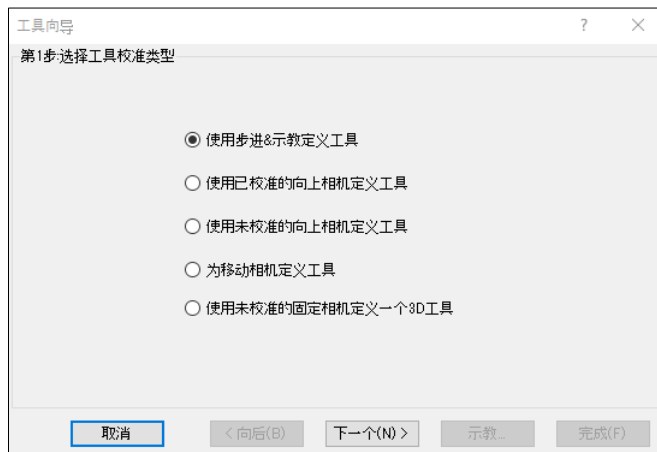 工具向导
?
第1步:选择工具校准类型
使用步进&示教定义工具
使用已校准的向上相机定义工具
使用未校准的向上相机定义工具
为移动相机定义工具
使用未校准的固定相机定义一个3D工具
取消
< 向后(B)
下一个(N) >
示教...
完成(F)